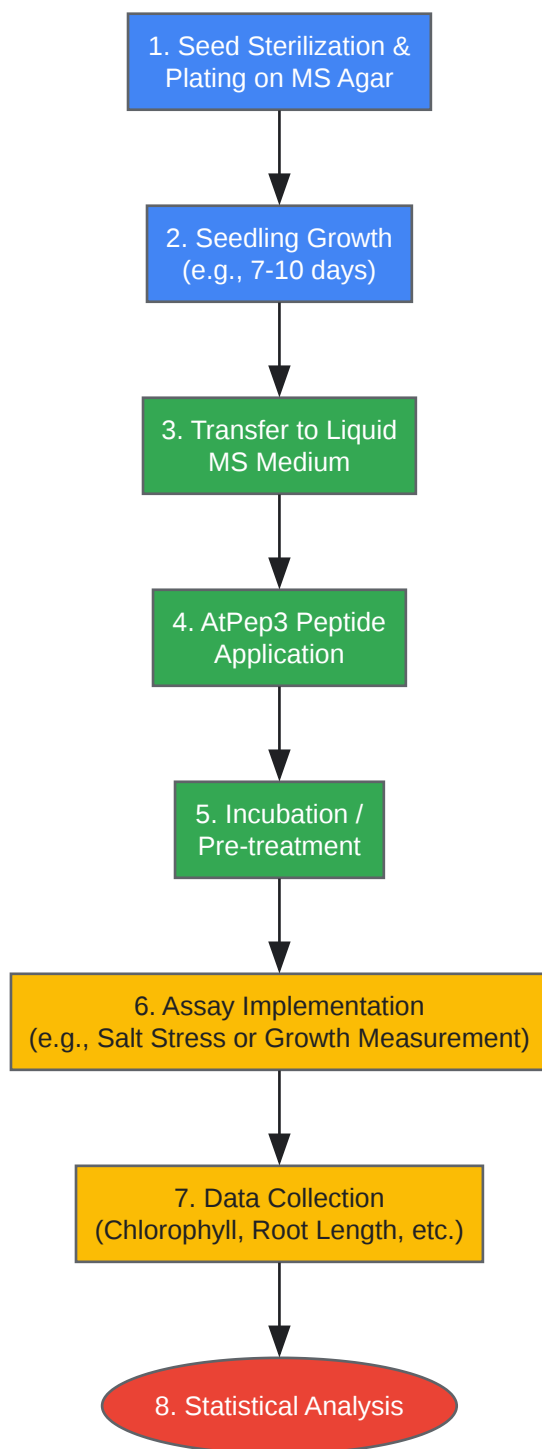 1. Seed Sterilization &
Plating on MS Agar
2. Seedling Growth
(e.g., 7-10 days)
3. Transfer to Liquid
MS Medium
4. AtPep3 Peptide
Application
5. Incubation /
Pre-treatment
6. Assay Implementation
(e.g., Salt Stress or Growth Measurement)
7. Data Collection
(Chlorophyll, Root Length, etc.)
8. Statistical Analysis